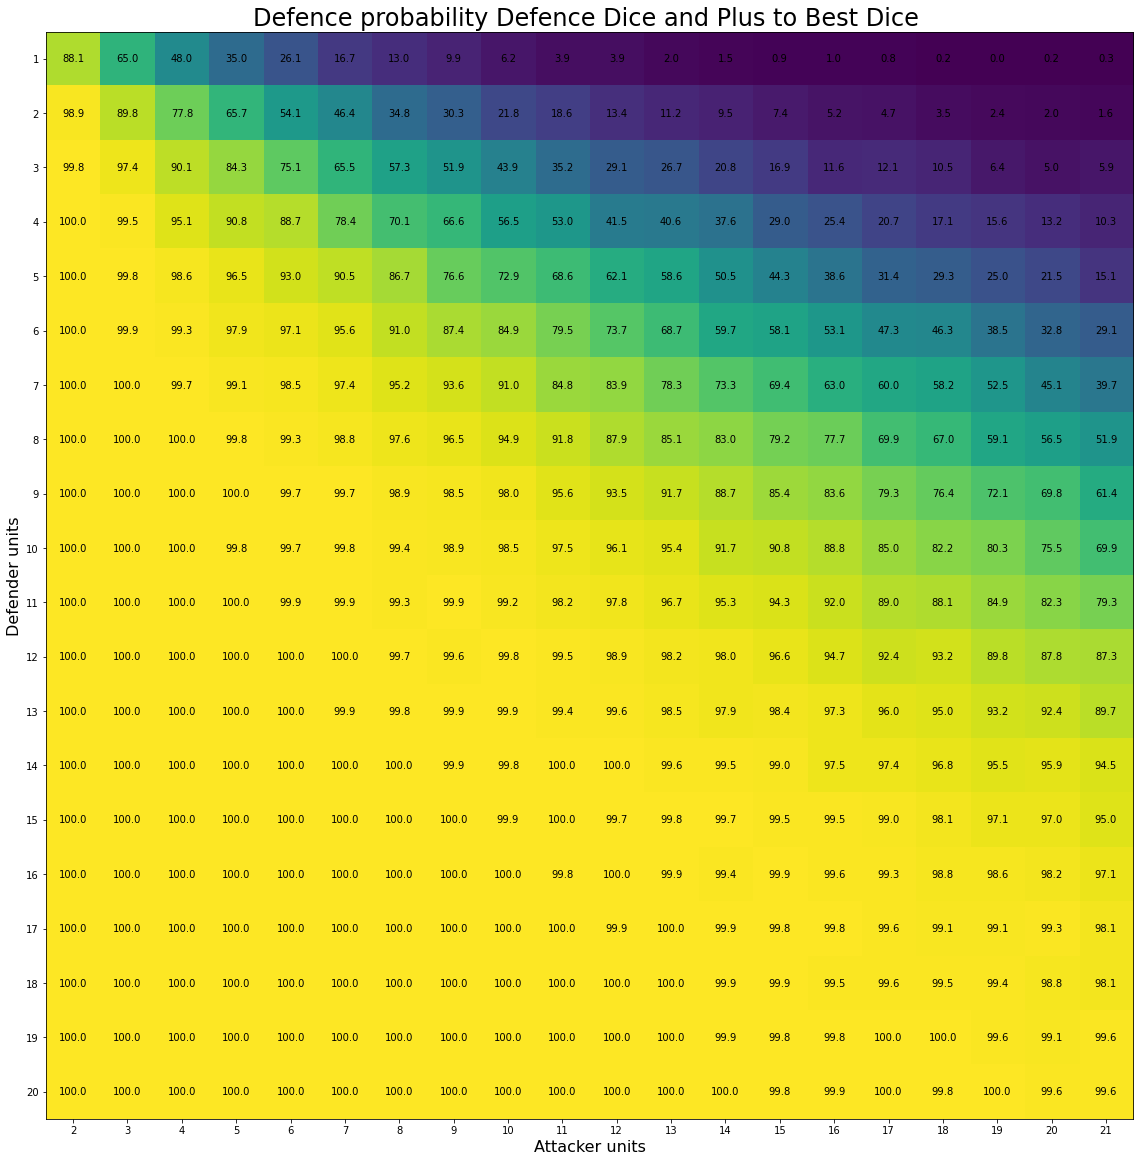 Defence probability Defence Dice and Plus to Best Dice
Defender units
1 88.1 65.0 48.0 35.0 26.1 16.7 13.0 9.9 6.2 3.9 3.9 2.0 1.5 0.9 1.0 0.8 0.2 0.0 0.2 0.3
2 98.9 89.8 77.8 65.7 54.1 46.4 34.8 30.3 21.8 18.6 13.4 11.2 9.5 7.4 5.2 4.7 3.5 2.4 2.0 1.6
3 99.8 97.4 90.1 84.3 75.1 65.5 57.3 51.9 43.9 35.2 29.1 26.7 20.8 16.9 11.6 12.1 10.5 6.4 5.0 5.9
4 100.0 99.5 95.1 90.8 88.7 78.4 70.1 66.6 56.5 53.0 41.5 40.6 37.6 29.0 25.4 20.7 17.1 15.6 13.2 10.3
5 100.0 99.8 98.6 96.5 93.0 90.5 86.7 76.6 72.9 68.6 62.1 58.6 50.5 44.3 38.6 31.4 29.3 25.0 21.5 15.1
6 100.0 99.9 99.3 97.9 97.1 95.6 91.0 87.4 84.9 79.5 73.7 68.7 59.7 58.1 53.1 47.3 46.3 38.5 32.8 29.1
7 100.0 100.0 99.7 99.1 98.5 97.4 95.2 93.6 91.0 84.8 83.9 78.3 73.3 69.4 63.0 60.0 58.2 52.5 45.1 39.7
8 100.0 100.0 100.0 99.8 99.3 98.8 97.6 96.5 94.9 91.8 87.9 85.1 83.0 79.2 77.7 69.9 67.0 59.1 56.5 51.9
9 100.0 100.0 100.0 100.0 99.7 99.7 98.9 98.5 98.0 95.6 93.5 91.7 88.7 85.4 83.6 79.3 76.4 72.1 69.8 61.4
10 100.0 100.0 100.0 99.8 99.7 99.8 99.4 98.9 98.5 97.5 96.1 95.4 91.7 90.8 88.8 85.0 82.2 80.3 75.5 69.9
11 100.0 100.0 100.0 100.0 99.9 99.9 99.3 99.9 99.2 98.2 97.8 96.7 95.3 94.3 92.0 89.0 88.1 84.9 82.3 79.3
12 100.0 100.0 100.0 100.0 100.0 100.0 99.7 99.6 99.8 99.5 98.9 98.2 98.0 96.6 94.7 92.4 93.2 89.8 87.8 87.3
13 100.0 100.0 100.0 100.0 100.0 99.9 99.8 99.9 99.9 99.4 99.6 98.5 97.9 98.4 97.3 96.0 95.0 93.2 92.4 89.7
14 100.0 100.0 100.0 100.0 100.0 100.0 100.0 99.9 99.8 100.0 100.0 99.6 99.5 99.0 97.5 97.4 96.8 95.5 95.9 94.5
15 100.0 100.0 100.0 100.0 100.0 100.0 100.0 100.0 99.9 100.0 99.7 99.8 99.7 99.5 99.5 99.0 98.1 97.1 97.0 95.0
16 100.0 100.0 100.0 100.0 100.0 100.0 100.0 100.0 100.0 99.8 100.0 99.9 99.4 99.9 99.6 99.3 98.8 98.6 98.2 97.1
17 100.0 100.0 100.0 100.0 100.0 100.0 100.0 100.0 100.0 100.0 99.9 100.0 99.9 99.8 99.8 99.6 99.1 99.1 99.3 98.1
18 100.0 100.0 100.0 100.0 100.0 100.0 100.0 100.0 100.0 100.0 100.0 100.0 99.9 99.9 99.5 99.6 99.5 99.4 98.8 98.1
19 100.0 100.0 100.0 100.0 100.0 100.0 100.0 100.0 100.0 100.0 100.0 100.0 99.9 99.8 99.8 100.0 100.0 99.6 99.1 99.6
20 100.0 100.0 100.0 100.0 100.0 100.0 100.0 100.0 100.0 100.0 100.0 100.0 100.0 99.8 99.9 100.0 99.8 100.0 99.6 99.6
2 3 4 5 6 7 8 9 10 11 12 13 14 15 16 17 18 19 20 21
Attacker units